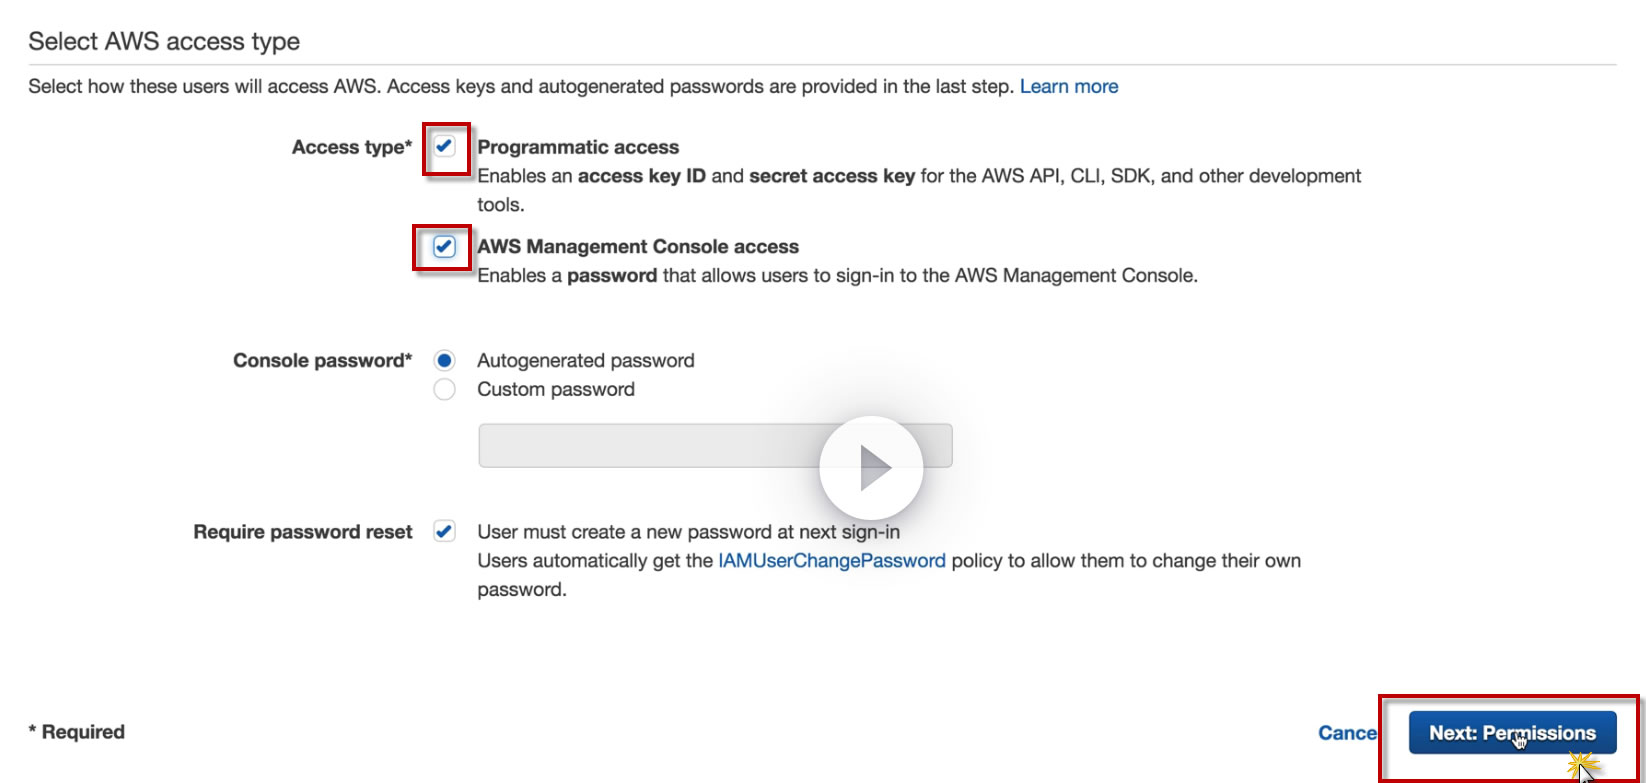 Select AWS access type
Select how these users will access AWS. Access keys and autogenerated passwords are provided in the last step. Learn more
Access type* Programmatic access
Enables an access key ID and secret access key for the AWS API, CLI, SDK, and other development
tools.
AWS Management Console access
Enables a password that allows users to sign-in to the AWS Management Console.
Console password* Autogenerated password
Custom password
Require password reset User must create a new password at next sign-in
Users automatically get the IAMUserChangePassword policy to allow them to change their own
password.
* Required Cance Next: Permissions